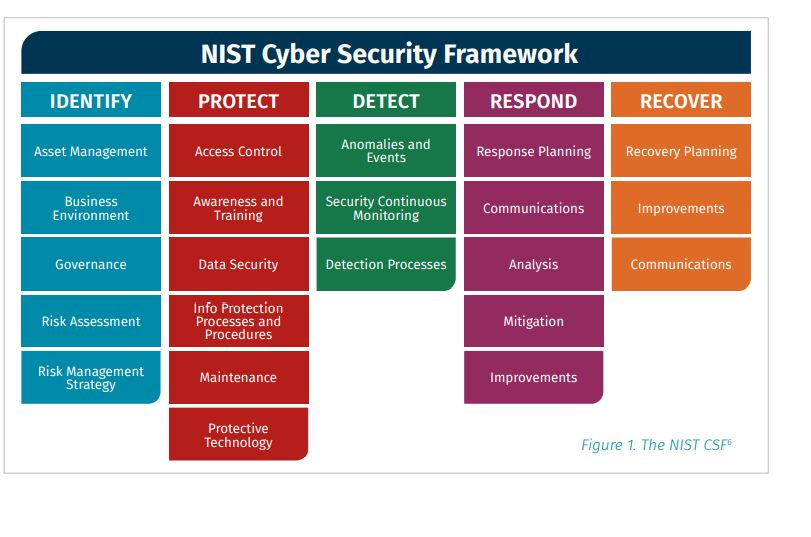 NIST Cyber Security Framework
IDENTIFY
Asset Management
Business
Environment
Governance
Risk Assessment
Risk Management
Strategy
PROTECT
Access Control
Awareness and
Training
Data Security
Info Protection
Processes and
Procedures
Maintenance
Protective
Technology
DETECT
Anomalies and
Events
Security Continuous
Monitoring
Detection Processes
RESPOND
Response Planning
Communications
Analysis
Mitigation
Improvements
RECOVER
Recovery Planning
Improvements
Communications
Figure 1. The NIST CSF⁶